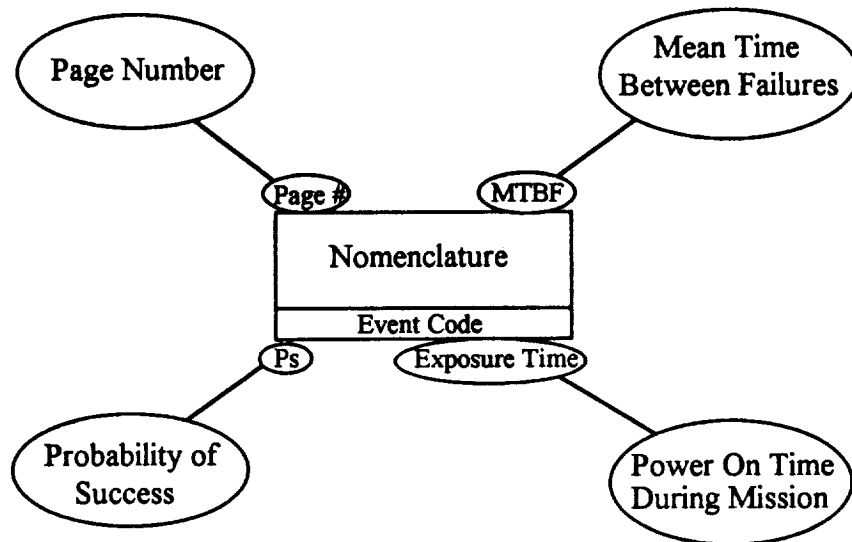 Page Number
Mean Time
Between Failures
Page #
MTBF
Nomenclature
Event Code
Ps
Exposure Time
Probability of
Success
Power On Time
During Mission